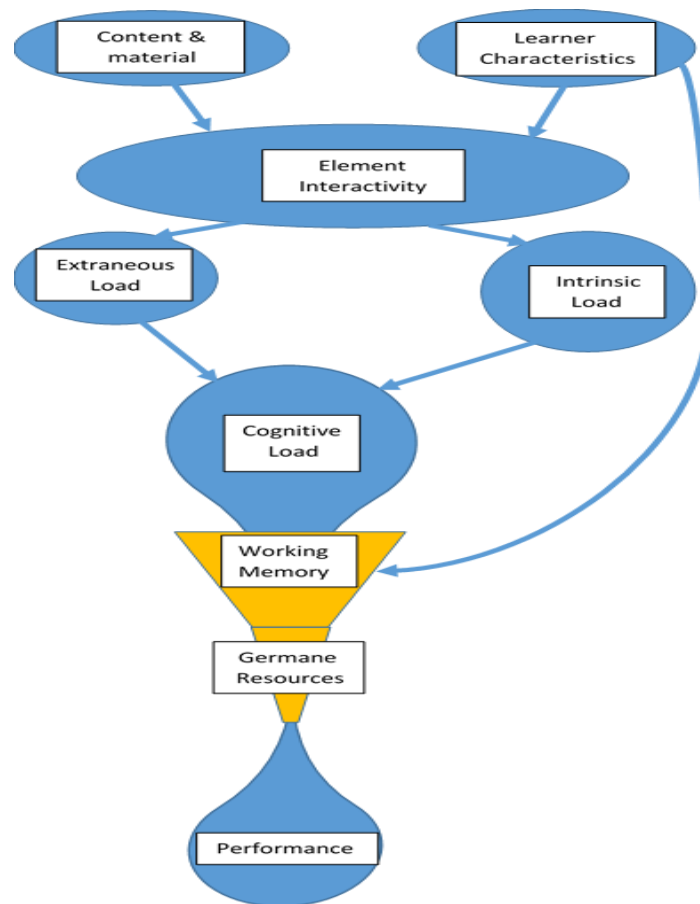 Content &
material
Learner
Characteristics
Element
Interactivity
Extraneous
Load
Intrinsic
Load
Cognitive
Load
Working
Memory
Germane
Resources
Performance